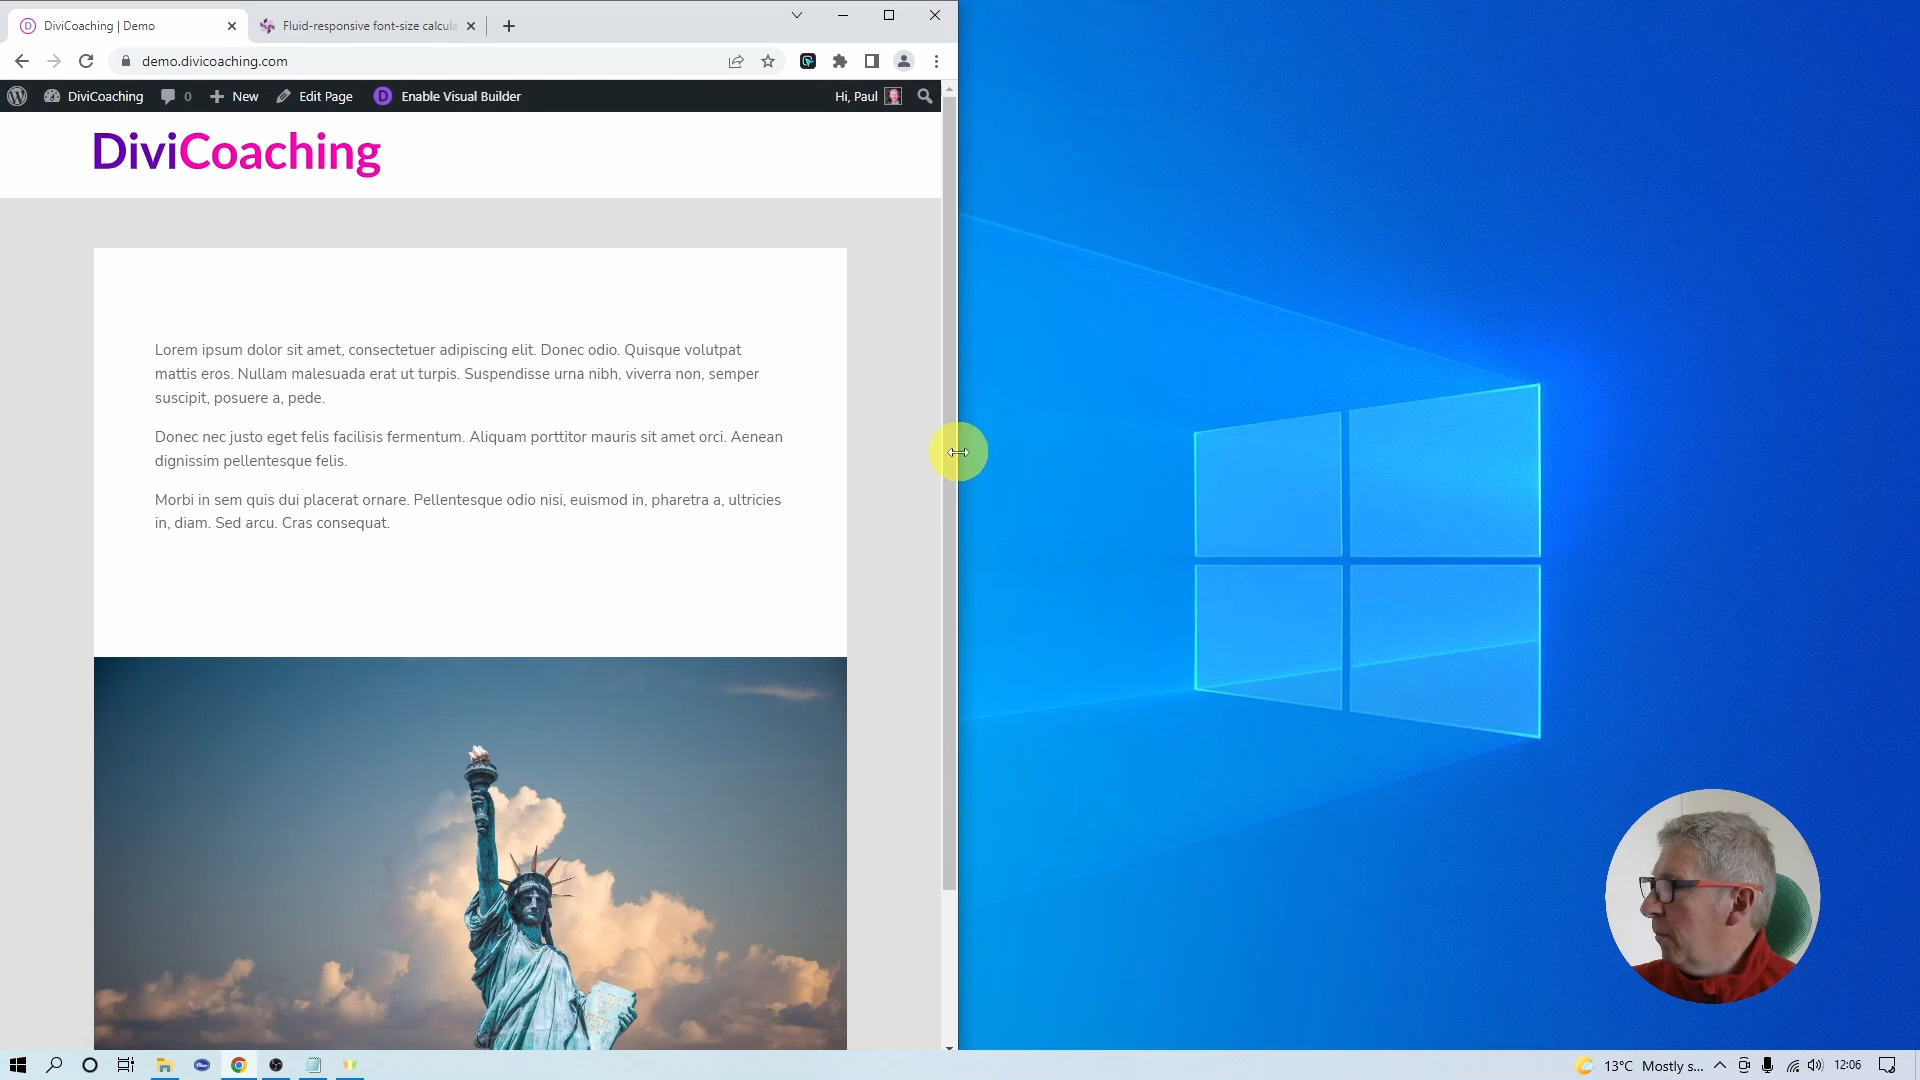 DiviCoaching | Demo
Fluid-responsive font-size calcula
demo.divicoaching.com
DiviCoaching
0
New
Edit Page
D
Enable Visual Builder
Hi, Paul
DiviCoaching
Lorem ipsum dolor sit amet, consectetuer adipiscing elit. Donec odio. Quisque volutpat
mattis eros. Nullam malesuada erat ut turpis. Suspendisse urna nibh, viverra non, semper
suscipit, posuere a, pede.
Donec nec justo eget felis facilisis fermentum. Aliquam porttitor mauris sit amet orci. Aenean
dignissim pellentesque felis.
Morbi in sem quis dui placerat ornare. Pellentesque odio nisi, euismod in, pharetra a, ultricies
in, diam. Sed arcu. Cras consequat.
13°C Mostly s...
12:06